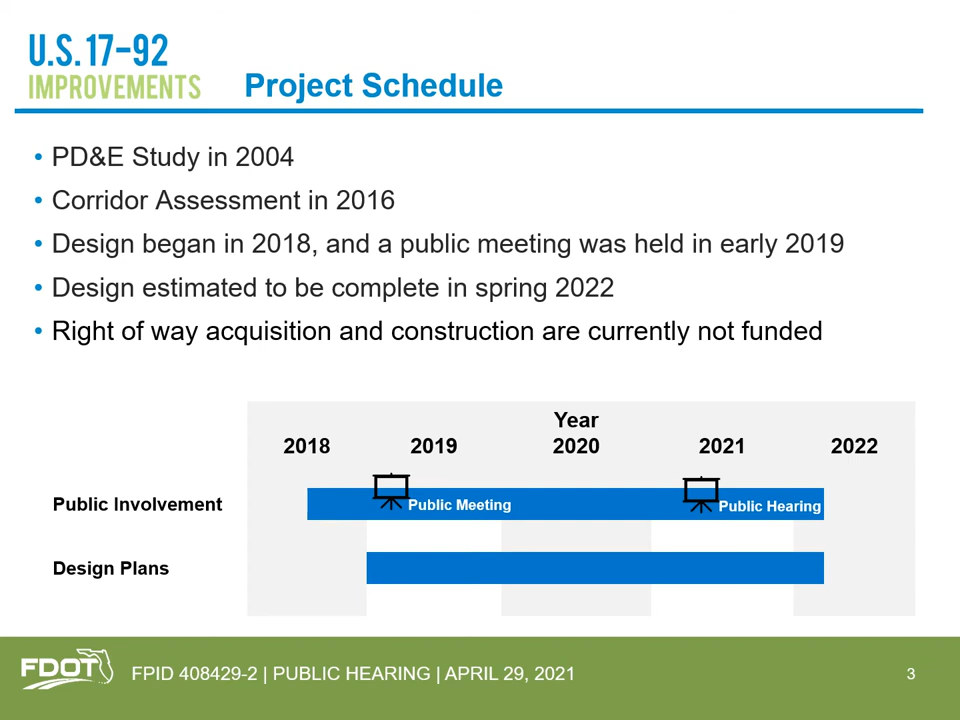 U.S. 17-92
IMPROVEMENTS
Project Schedule
• PD&E Study in 2004
• Corridor Assessment in 2016
• Design began in 2018, and a public meeting was held in early 2019
• Design estimated to be complete in spring 2022
• Right of way acquisition and construction are currently not funded
Year
2018 2019 2020 2021 2022
Public Involvement
Public Meeting
Public Hearing
Design Plans
FDOT
FPID 408429-2 | PUBLIC HEARING | APRIL 29, 2021
3